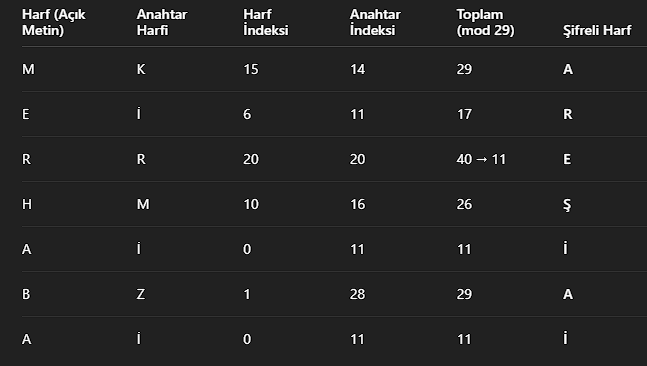 Harf (Açık Metin) Anahtar Harfi Harf İndeksi Anahtar İndeksi Toplam (mod 29) Şifreli Harf
M K 15 14 29 A
E İ 6 11 17 R
R R 20 20 40 → 11 E
H M 10 16 26 Ş
A İ 0 11 11 İ
B Z 1 28 29 A
A İ 0 11 11 İ